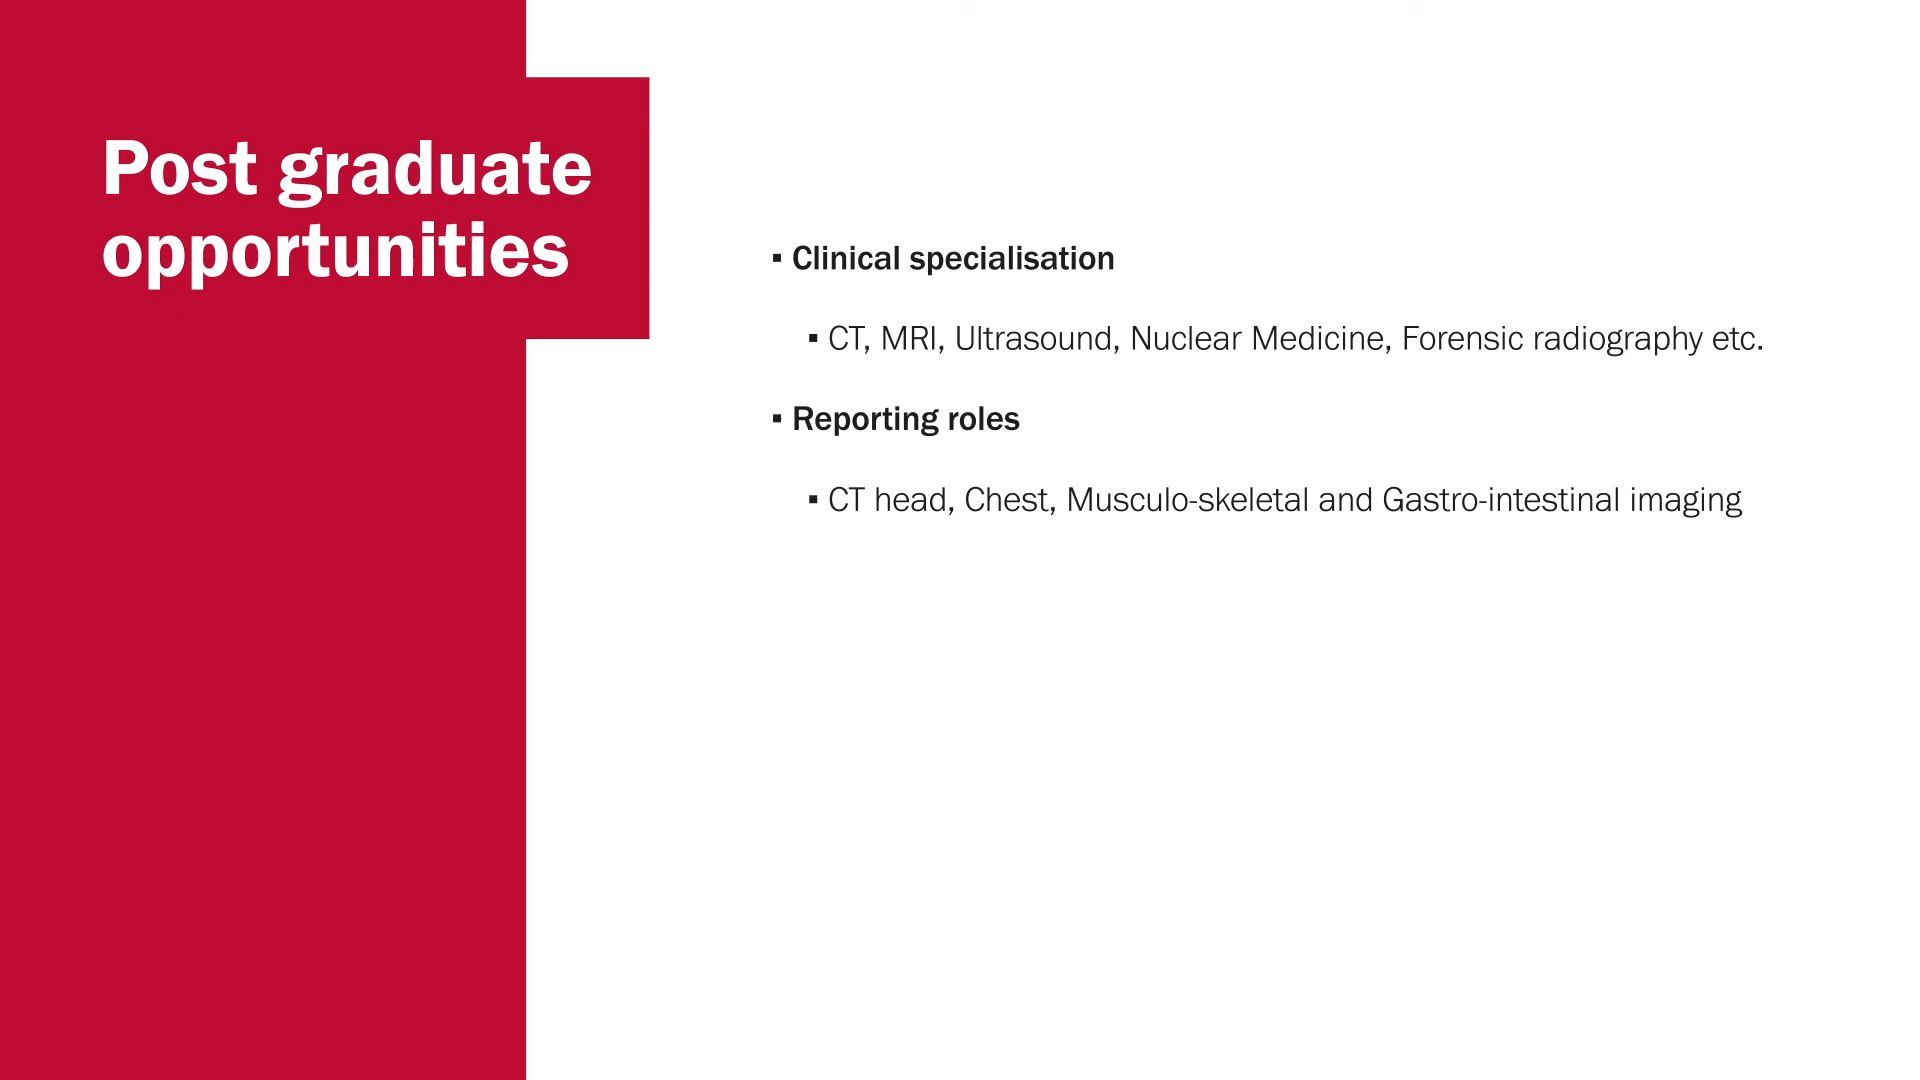 Post graduate
opportunities
▪ Clinical specialisation
▪ CT, MRI, Ultrasound, Nuclear Medicine, Forensic radiography etc.
▪ Reporting roles
▪ CT head, Chest, Musculo-skeletal and Gastro-intestinal imaging